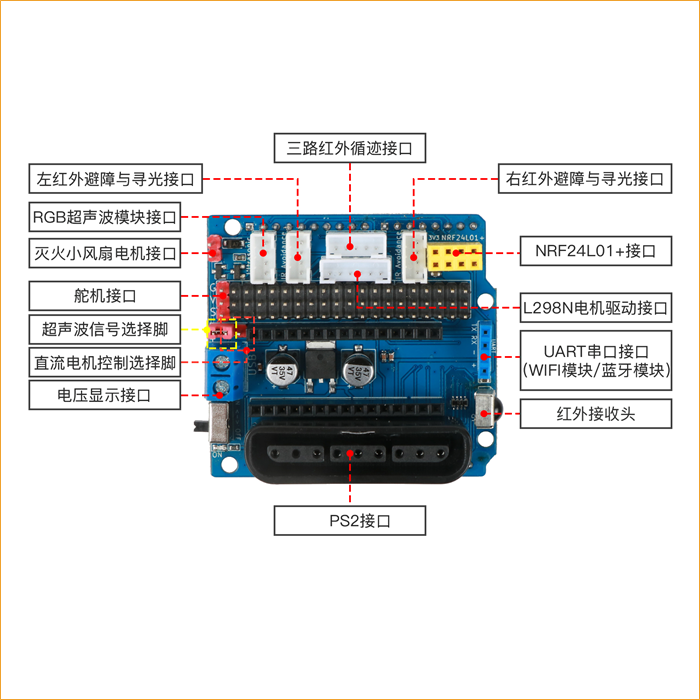 三路红外循迹接口
左红外避障与寻光接口
右红外避障与寻光接口
RGB超声波模块接口
灭火小风扇电机接口
NRF24L01+接口
3V3 NRF24L01+
舵机接口
L298N电机驱动接口
超声波信号选择脚
直流电机控制选择脚
UART串口接口
(WIFI模块/蓝牙模块)
TX RX - +
UART
电压显示接口
红外接收头
47
35V
VT
47
35V
VT
ON
PS2接口